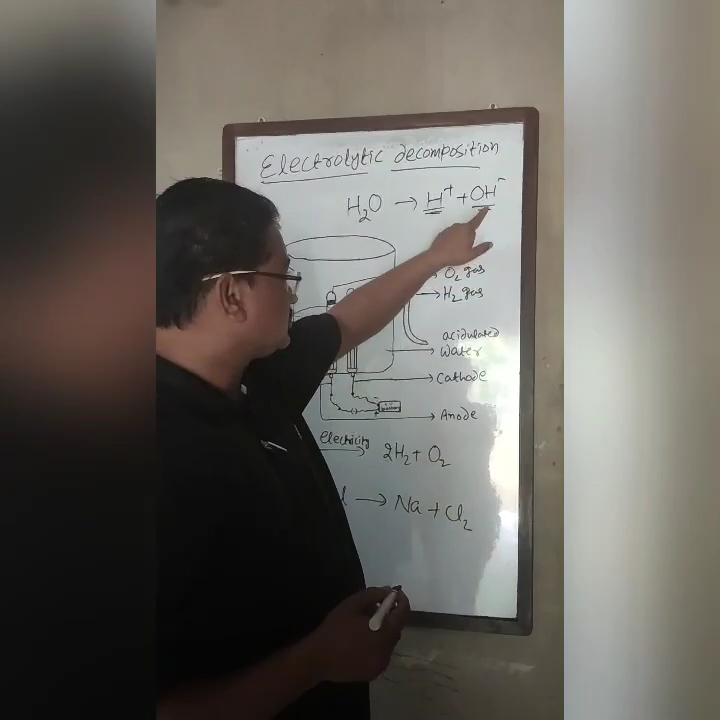 Electrolytic decomposition
H₂O → H⁺ + OH⁻
O₂ gas
H₂ gas
acidulated
water
Cathode
Anode
Electricity
→ 2H₂ + O₂
→ Na + Cl₂